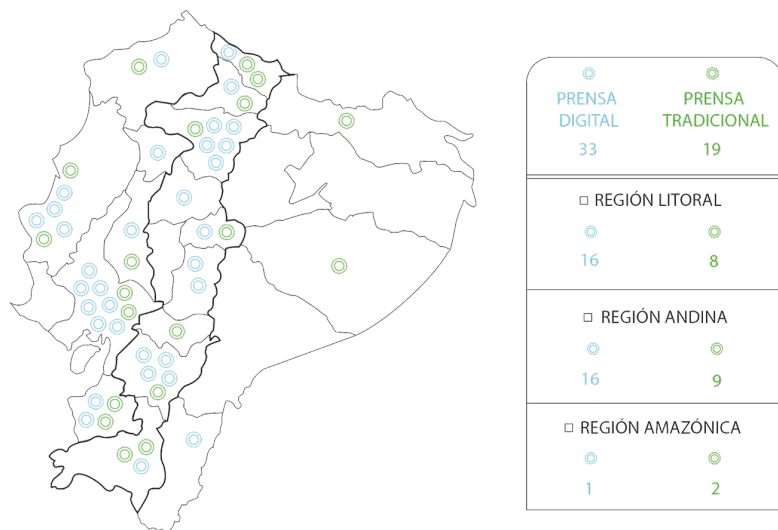 PRENSA DIGITAL
33
PRENSA TRADICIONAL
19
REGIÓN LITORAL
16 8
REGIÓN ANDINA
16 9
REGIÓN AMAZÓNICA
1 2